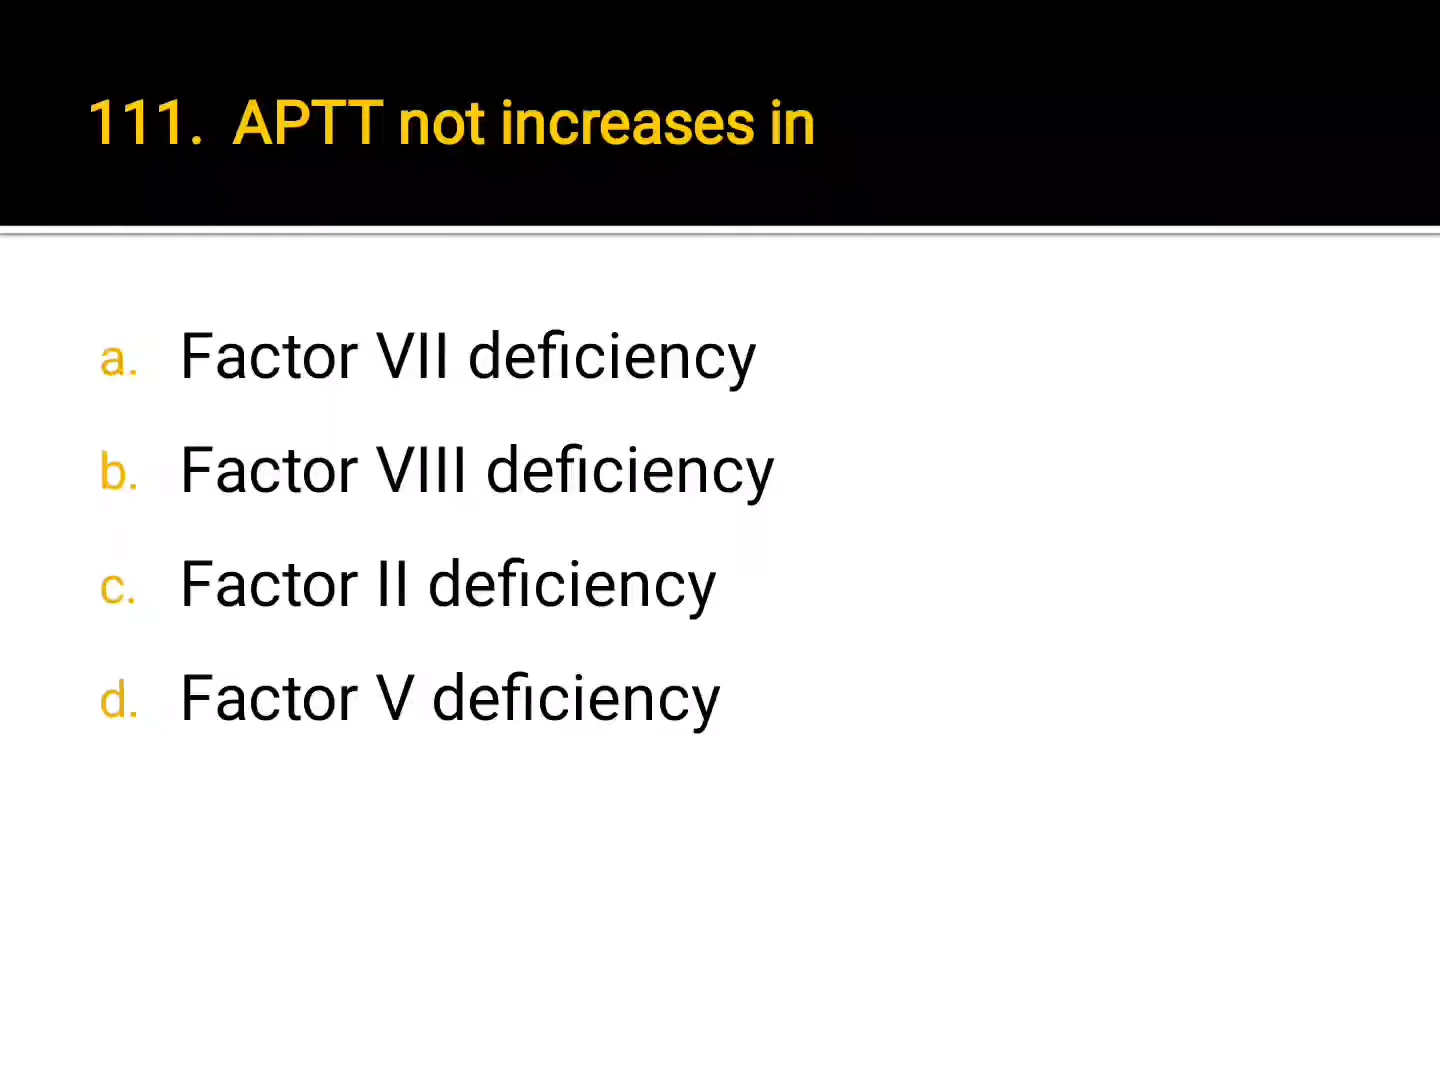 111. APTT not increases in
a. Factor VII deficiency
b. Factor VIII deficiency
c. Factor II deficiency
d. Factor V deficiency